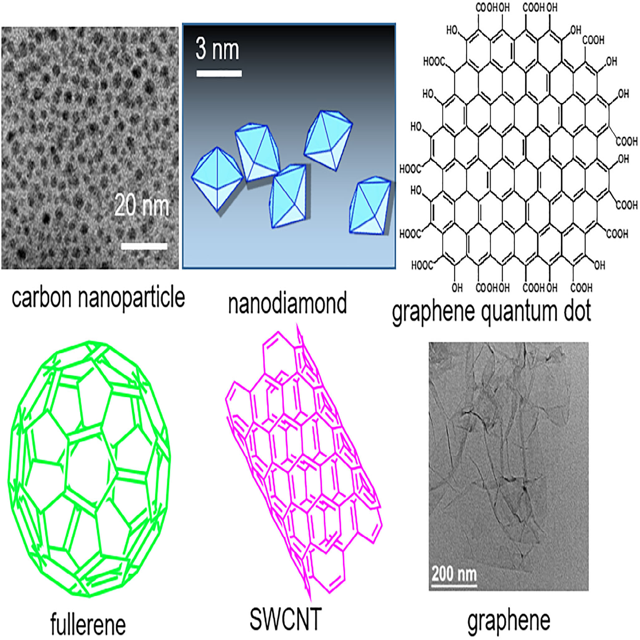 3 nm
20 nm
carbon nanoparticle
nanodiamond
COOH
OH
COOH
OH
HO
COOH
HOOC
OH
HO
OH
HO
COOH
OH
HOOC
HO
COOH
HOOC
COOH
HOOC
OH
OH
COOH
OH
COOH
OH
COOH
graphene quantum dot
200 nm
fullerene
SWCNT
graphene